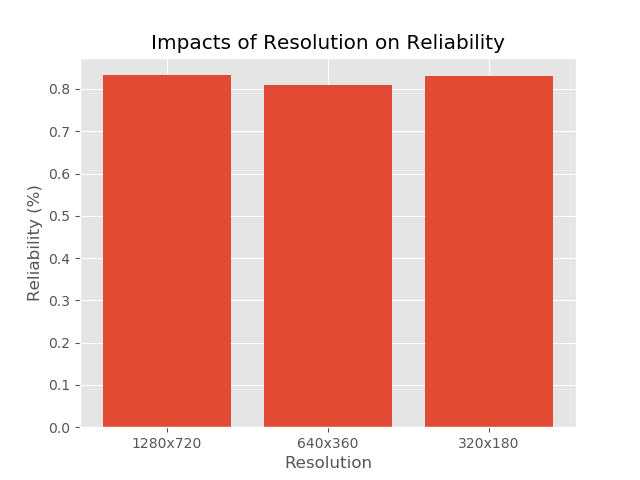 Impacts of Resolution on Reliability
Reliability (%)
0.8
0.7
0.6
0.5
0.4
0.3
0.2
0.1
0.0
1280x720 640x360 320x180
Resolution